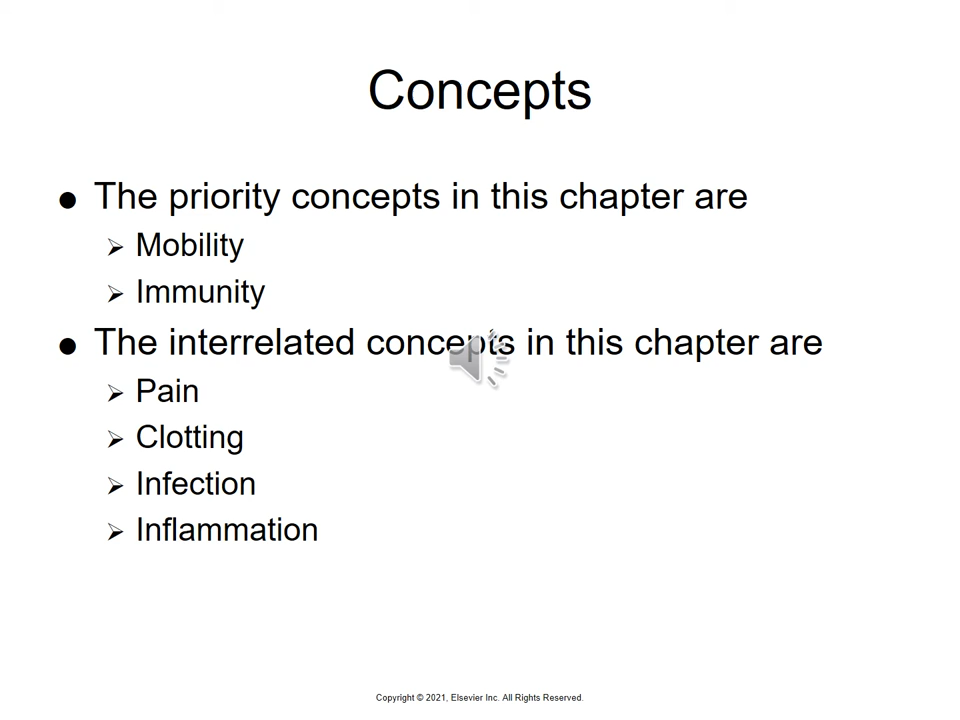 Concepts
● The priority concepts in this chapter are
➢ Mobility
➢ Immunity
● The interrelated concepts in this chapter are
➢ Pain
➢ Clotting
➢ Infection
➢ Inflammation
Copyright © 2021, Elsevier Inc. All Rights Reserved.